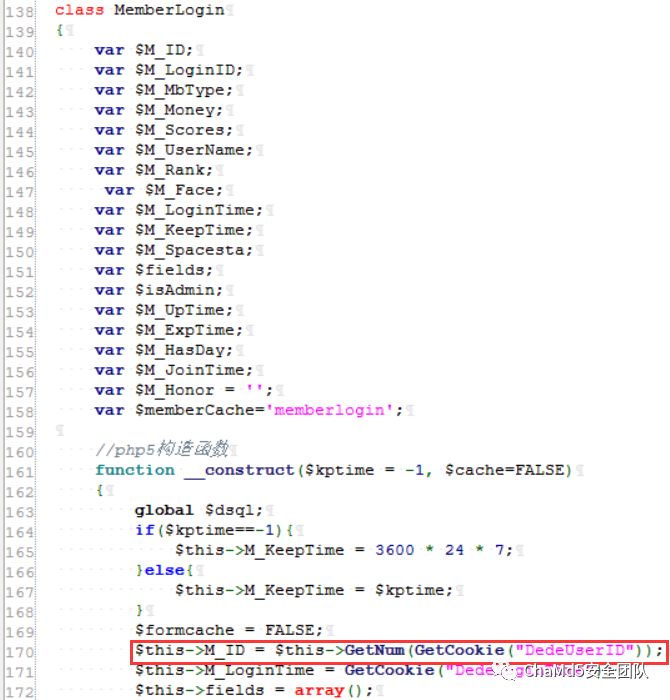 138 class MemberLogin
139 {
140 var $M_ID;
141 var $M_LoginID;
142 var $M_MbType;
143 var $M_Money;
144 var $M_Scores;
145 var $M_UserName;
146 var $M_Rank;
147 var $M_Face;
148 var $M_LoginTime;
149 var $M_KeepTime;
150 var $M_Spacesta;
151 var $fields;
152 var $isAdmin;
153 var $M_UpTime;
154 var $M_ExpTime;
155 var $M_HasDay;
156 var $M_JoinTime;
157 var $M_Honor = '';
158 var $memberCache='memberlogin';
159
160 //php5构造函数
161 function __construct($kptime = -1, $cache=FALSE)
162 {
163 global $dsql;
164 if($kptime==-1){
165 $this->M_KeepTime = 3600 * 24 * 7;
166 }else{
167 $this->M_KeepTime = $kptime;
168 }
169 $formcache = FALSE;
170 $this->M_ID = $this->GetNum(GetCookie("DedeUserID"));
171 $this->M_LoginTime = GetCookie("Dede
ChaMd5安全团队
172 $this->fields = array();